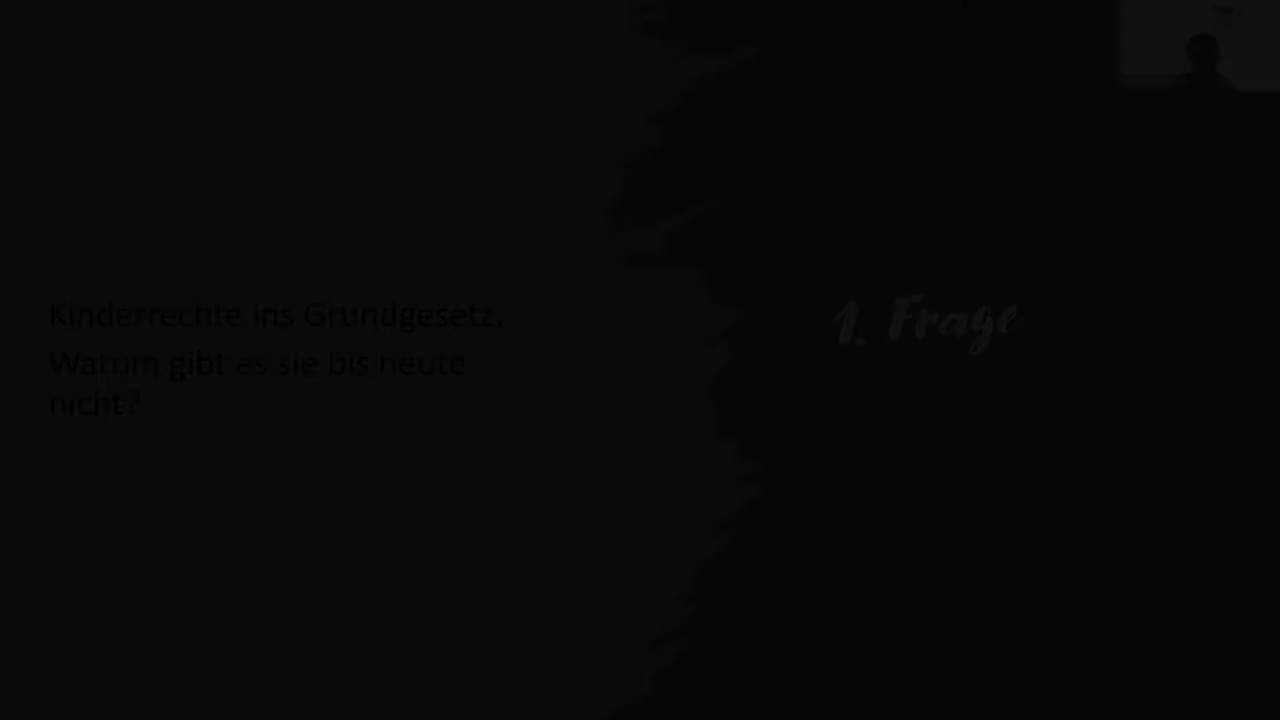 Kinderrechte ins Grundgesetz.
Warum gibt es sie bis heute
nicht?
1. Frage